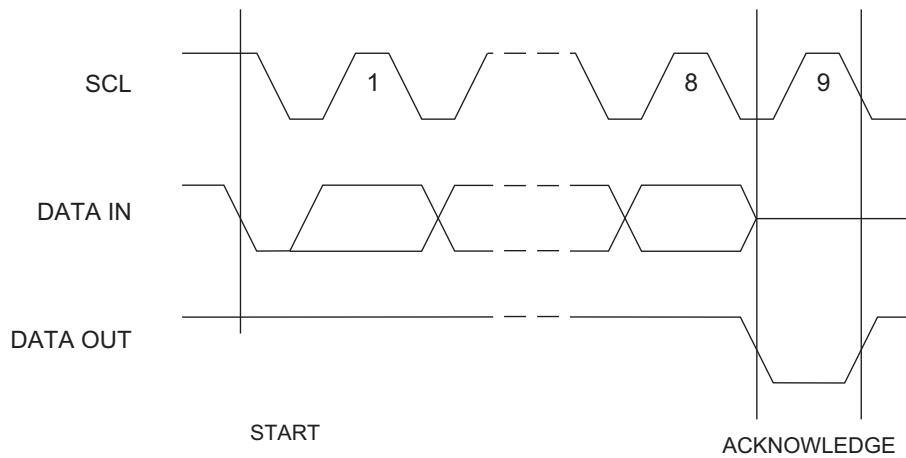 SCL
1
8
9
DATA IN
DATA OUT
START
ACKNOWLEDGE